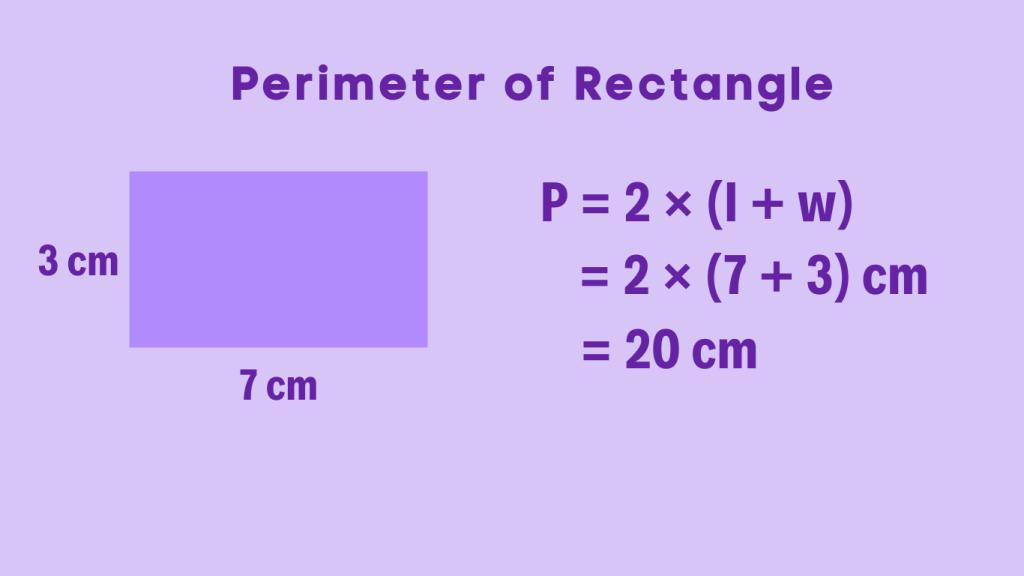 Perimeter of Rectangle
3 cm
7 cm
P = 2 × (l + w)
= 2 × (7 + 3) cm
= 20 cm